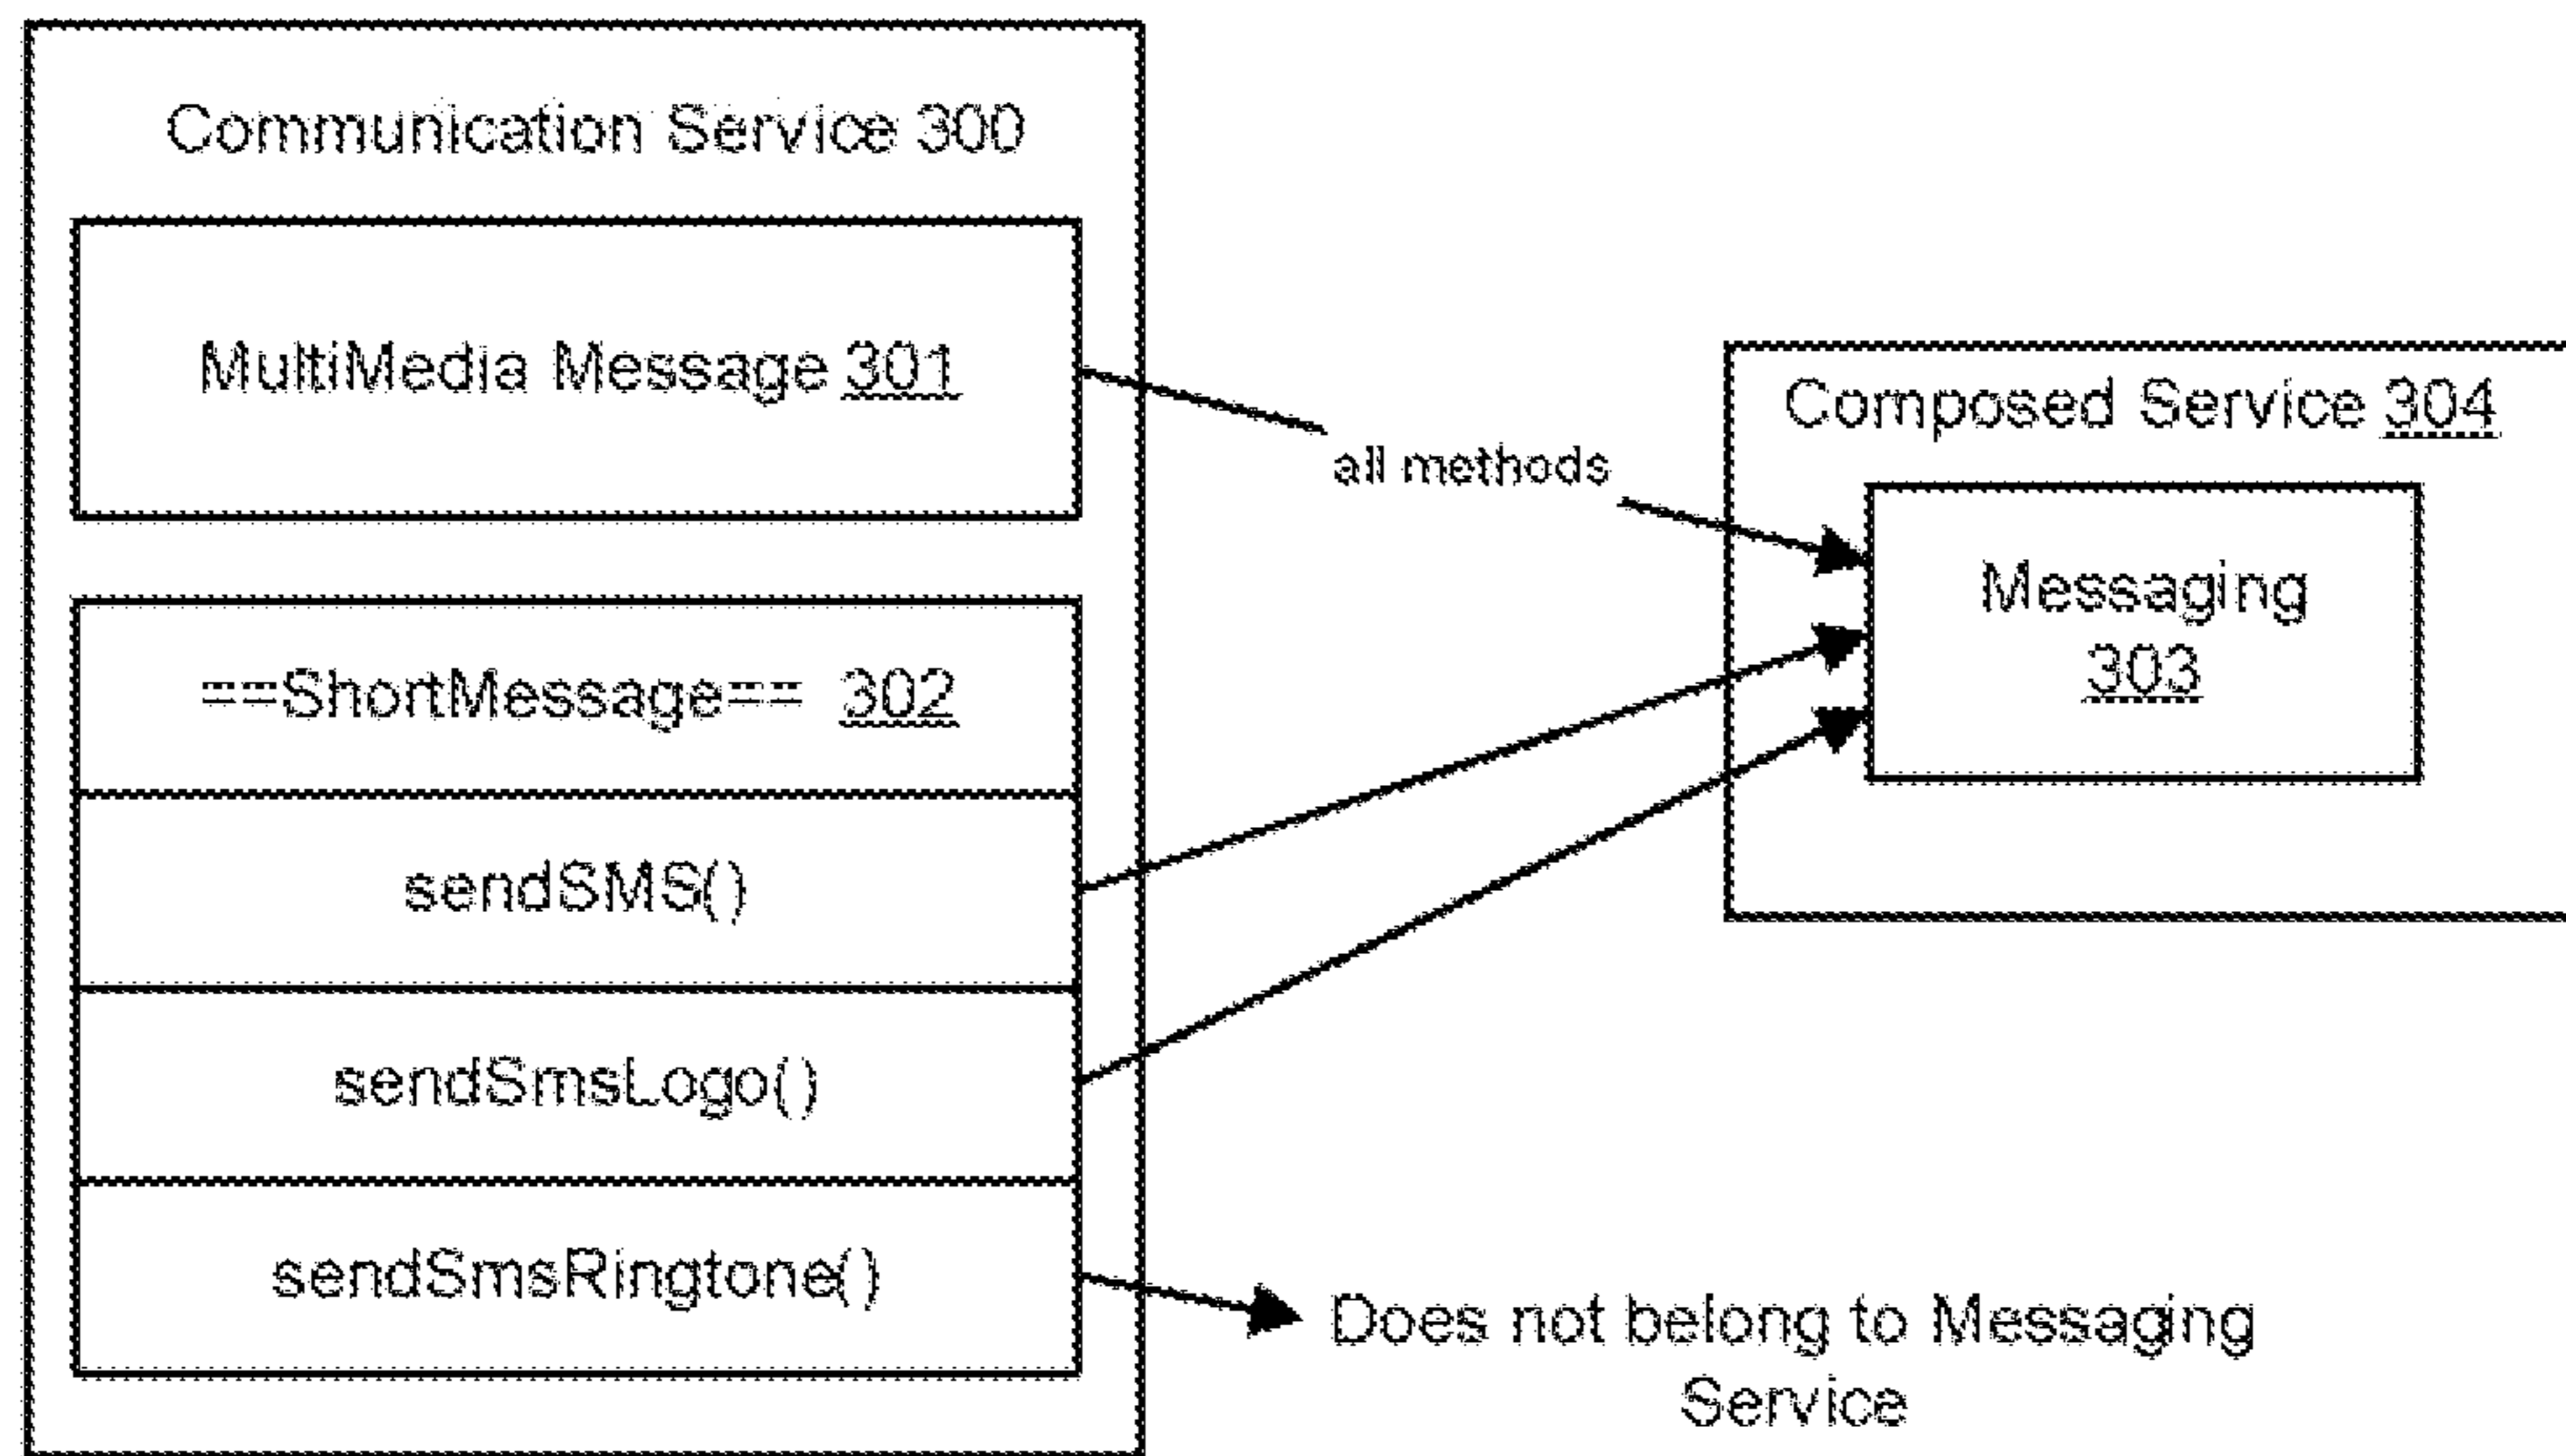 Communication Service 300
MultiMedia Message 301
all methods
Composed Service 304
Messaging
303
==ShortMessage== 302
sendSMS()
sendSmsLogo()
sendSmsRingtone()
Does not belong to Messaging
Service